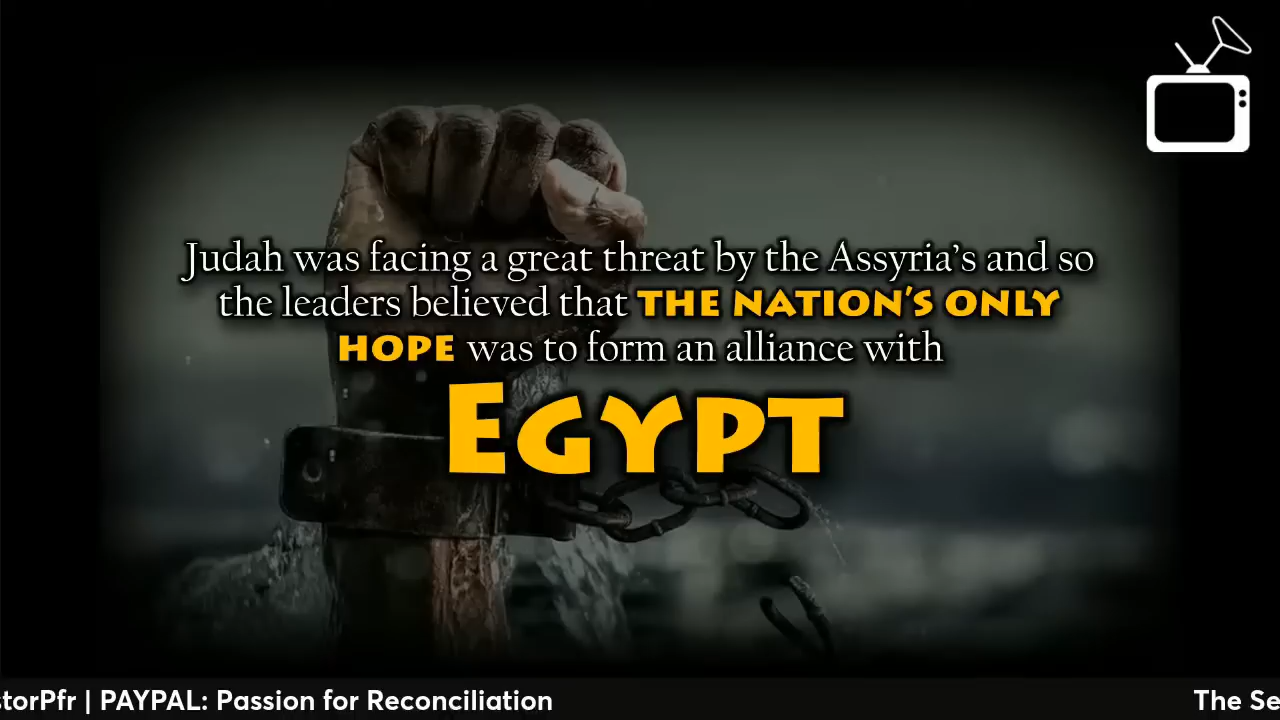 Judah was facing a great threat by the Assyria's and so
the leaders believed that THE NATION'S ONLY
HOPE was to form an alliance with
EGYPT
storPfr | PAYPAL: Passion for Reconciliation
The Se